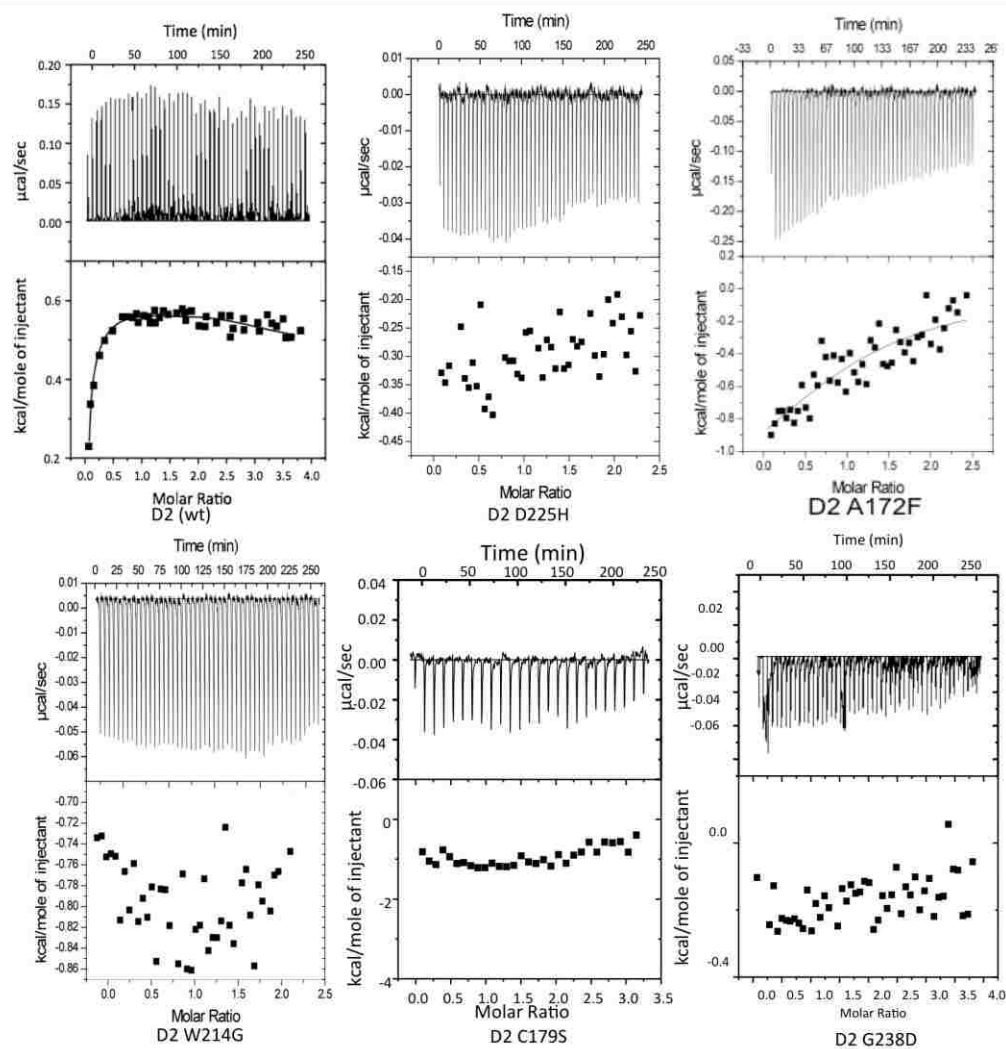 Time (min)
0 50 100 150 200 250
0.20
0.15
0.10
0.05
0.00
µcal/sec
0.6
0.4
0.2
kcal/mole of injectant
0.0 0.5 1.0 1.5 2.0 2.5 3.0 3.5 4.0
Molar Ratio
D2 (wt)
Time (min)
0 50 100 150 200 250
0.01
0.00
-0.01
-0.02
-0.03
-0.04
µcal/sec
-0.15
-0.20
-0.25
-0.30
-0.35
-0.40
-0.45
kcal/mole of injectant
0.0 0.5 1.0 1.5 2.0 2.5
Molar Ratio
D2 D225H
Time (min)
-33 0 33 67 100 133 167 200 233 26
0.05
0.00
-0.05
-0.10
-0.15
-0.20
-0.25
µcal/sec
0.2
0.0
-0.2
-0.4
-0.6
-0.8
-1.0
kcal/mole of injectant
0.0 0.5 1.0 1.5 2.0 2.5
Molar Ratio
D2 A172F
Time (min)
0 25 50 75 100 125 150 175 200 225 250
0.01
0.00
-0.01
-0.02
-0.03
-0.04
-0.05
-0.06
µcal/sec
-0.70
-0.72
-0.74
-0.76
-0.78
-0.80
-0.82
-0.84
-0.86
kcal/mole of injectant
0.0 0.5 1.0 1.5 2.0 2.5
Molar Ratio
D2 W214G
Time (min)
0 50 100 150 200 250
0.04
0.02
0.00
-0.02
-0.04
-0.06
µcal/sec
0
-2
-4
kcal/mole of injectant
0.0 0.5 1.0 1.5 2.0 2.5 3.0 3.5
Molar Ratio
D2 C179S
Time (min)
0 50 100 150 200 250
0.02
0.00
-0.02
-0.04
-0.06
µcal/sec
0.0
-0.4
kcal/mole of injectant
0.0 0.5 1.0 1.5 2.0 2.5 3.0 3.5 4.0
Molar Ratio
D2 G238D